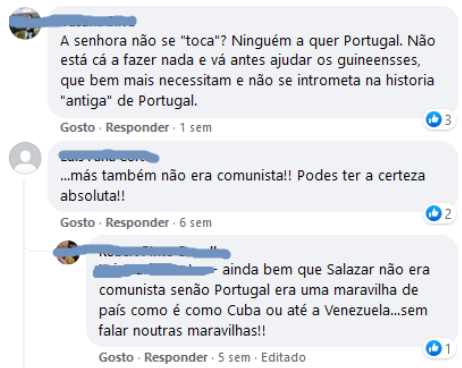 A senhora não se "toca"? Ninguém a quer Portugal. Não
está cá a fazer nada e vá antes ajudar os guineensses,
que bem mais necessitam e não se intrometa na historia
"antiga" de Portugal.
3
Gosto · Responder · 1 sem
...más também não era comunista!! Podes ter a certeza
absoluta!!
2
Gosto · Responder · 6 sem
- ainda bem que Salazar não era
comunista senão Portugal era uma maravilha de
país como é como Cuba ou até a Venezuela...sem
falar noutras maravilhas!!
1
Gosto · Responder · 5 sem · Editado